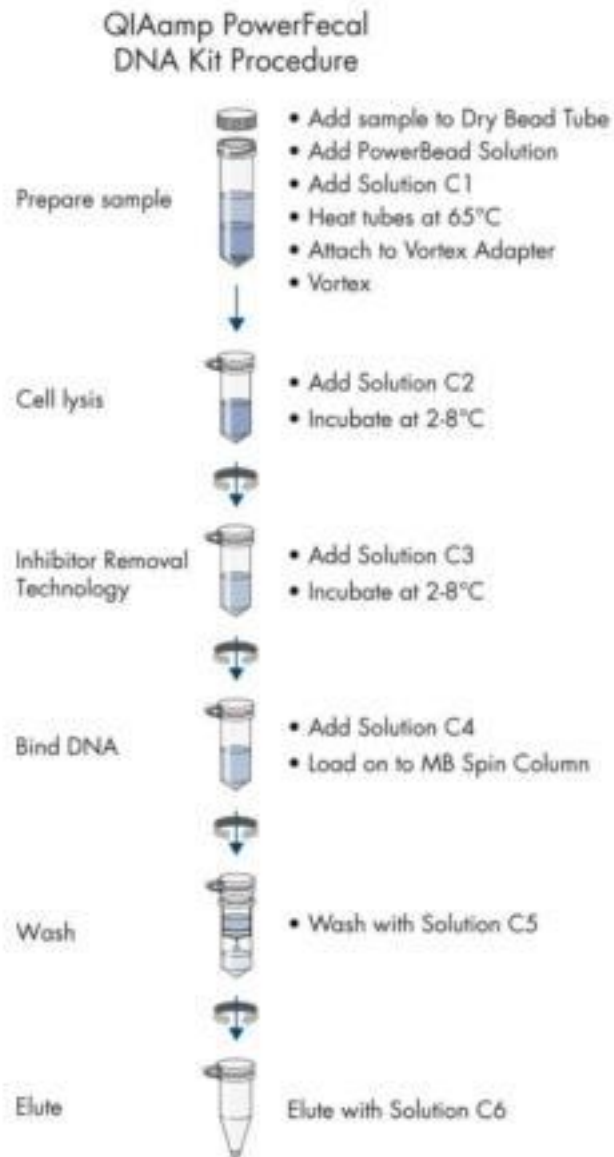 QIAamp PowerFecal
DNA Kit Procedure
Prepare sample
• Add sample to Dry Bead Tube
• Add PowerBead Solution
• Add Solution C1
• Heat tubes at 65°C
• Attach to Vortex Adapter
• Vortex
Cell lysis
• Add Solution C2
• Incubate at 2-8°C
Inhibitor Removal
Technology
• Add Solution C3
• Incubate at 2-8°C
Bind DNA
• Add Solution C4
• Load on to MB Spin Column
Wash
• Wash with Solution C5
Elute
Elute with Solution C6